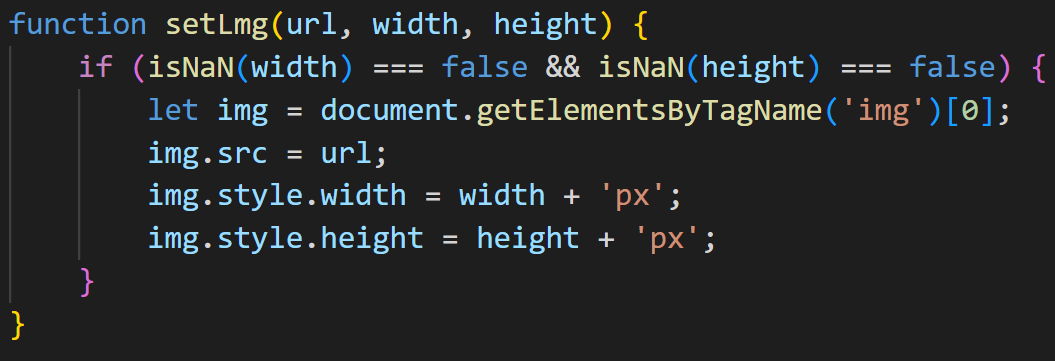 function setLmg(url, width, height) {
    if (isNaN(width) === false && isNaN(height) === false) {
        let img = document.getElementsByTagName('img')[0];
        img.src = url;
        img.style.width = width + 'px';
        img.style.height = height + 'px';
    }
}